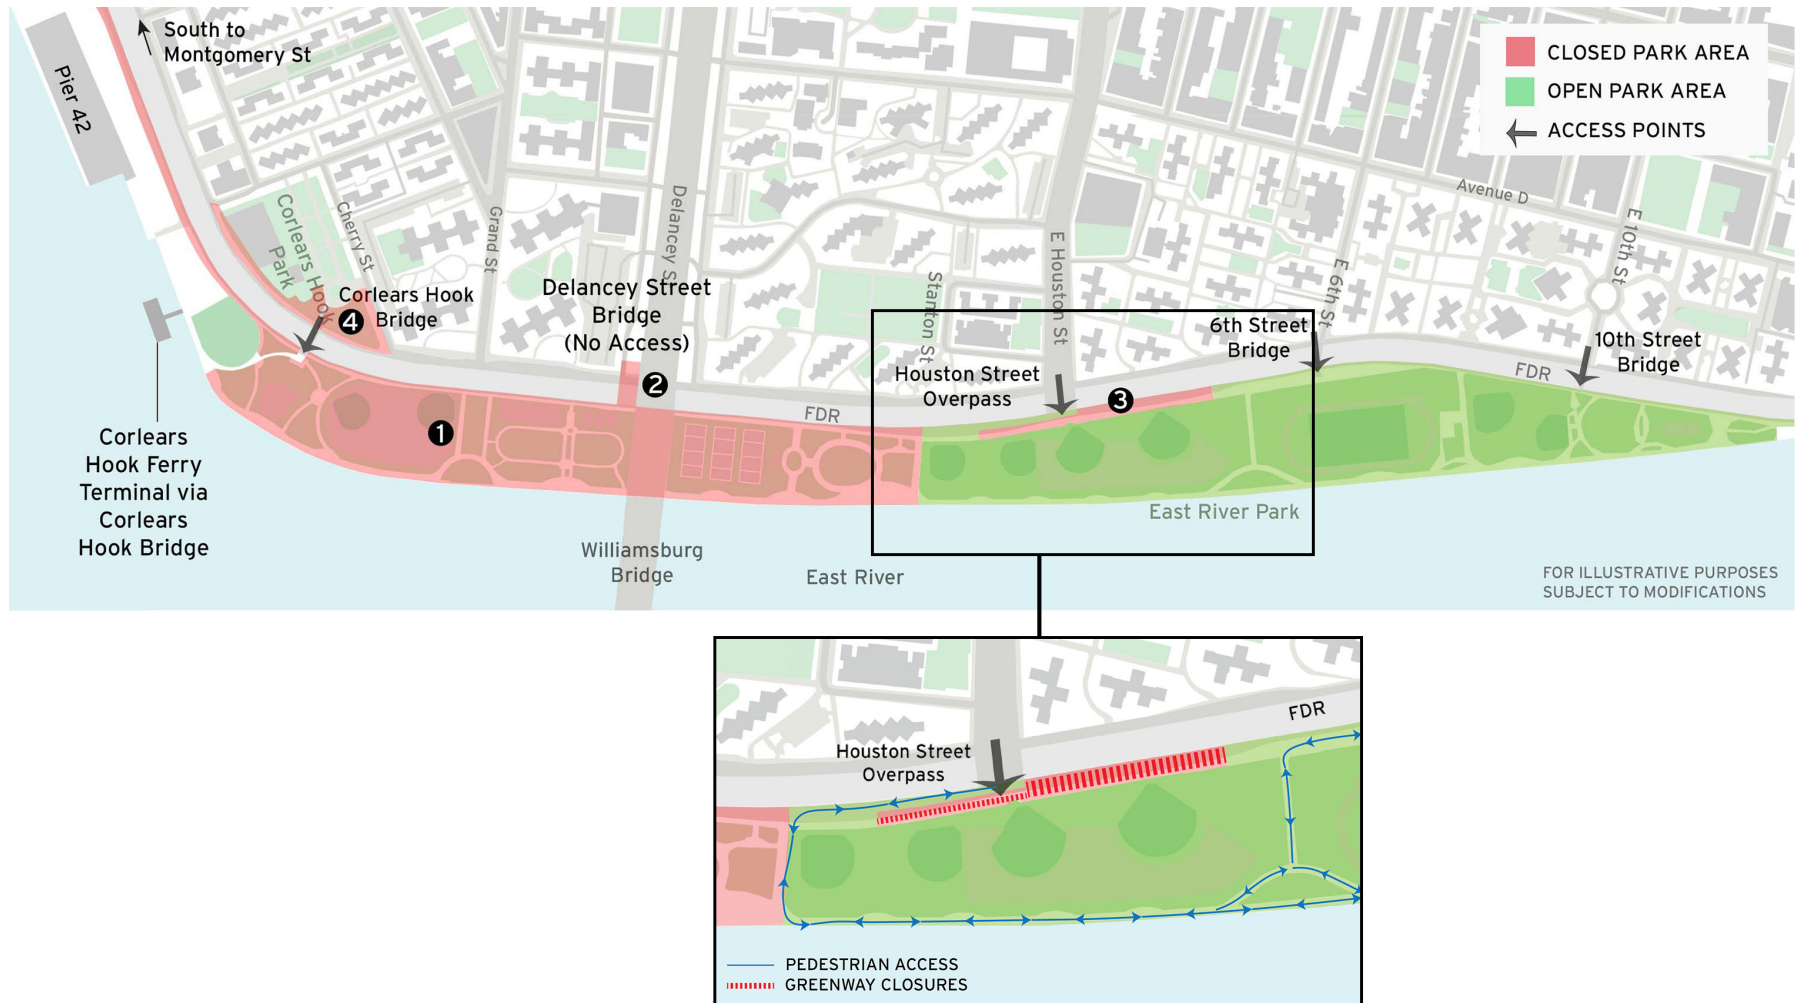 South to
Montgomery St
Pier 42
CLOSED PARK AREA
OPEN PARK AREA
ACCESS POINTS
Corlears Hook
Park
Cherry St
Grand St
Delancey St
Stanton St
E Houston St
Avenue D
E 6th St
E 10th St
Corlears Hook
Bridge
4
Delancey Street
Bridge
(No Access)
2
Houston Street
Overpass
3
6th Street
Bridge
10th Street
Bridge
FDR
FDR
1
Corlears
Hook Ferry
Terminal via
Corlears
Hook Bridge
Williamsburg
Bridge
East River
East River Park
FOR ILLUSTRATIVE PURPOSES
SUBJECT TO MODIFICATIONS
Houston Street
Overpass
FDR
PEDESTRIAN ACCESS
GREENWAY CLOSURES